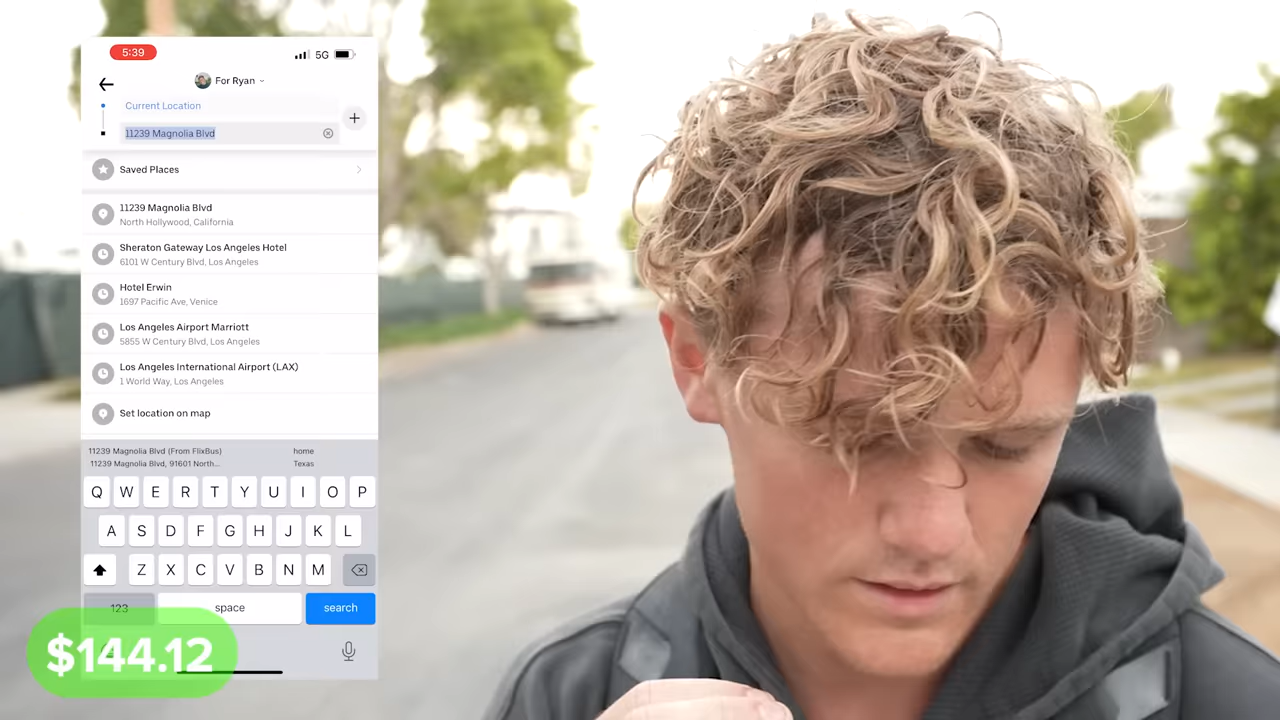 5:39
5G
For Ryan
Current Location
11239 Magnolia Blvd
Saved Places
11239 Magnolia Blvd
North Hollywood, California
Sheraton Gateway Los Angeles Hotel
6101 W Century Blvd, Los Angeles
Hotel Erwin
1697 Pacific Ave, Venice
Los Angeles Airport Marriott
5855 W Century Blvd, Los Angeles
Los Angeles International Airport (LAX)
1 World Way, Los Angeles
Set location on map
11239 Magnolia Blvd (From FlixBus)
11239 Magnolia Blvd, 91601 North...
home
Texas
Q W E R T Y U I O P
A S D F G H J K L
Z X C V B N M
123 space search
$144.12